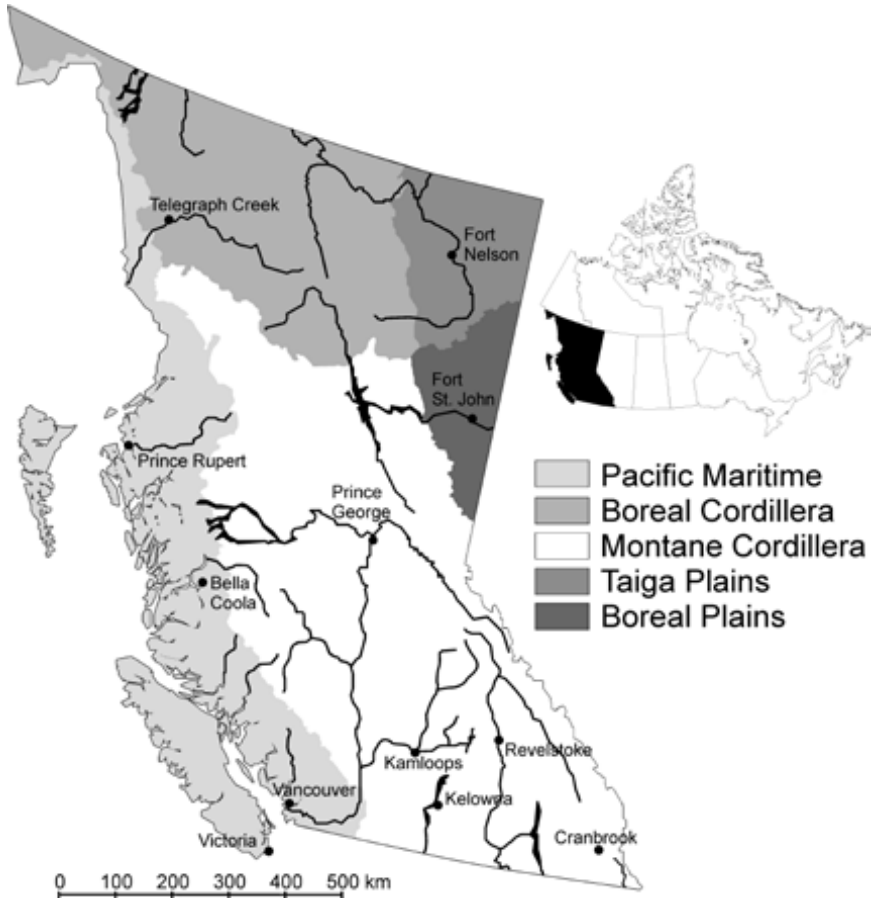 Telegraph Creek
Fort
Nelson
Fort
St. John
Prince Rupert
Prince
George
Bella
Coola
Pacific Maritime
Boreal Cordillera
Montane Cordillera
Taiga Plains
Boreal Plains
Revelstoke
Kamloops
Vancouver
Kelowna
Victoria
Cranbrook
0 100 200 300 400 500 km